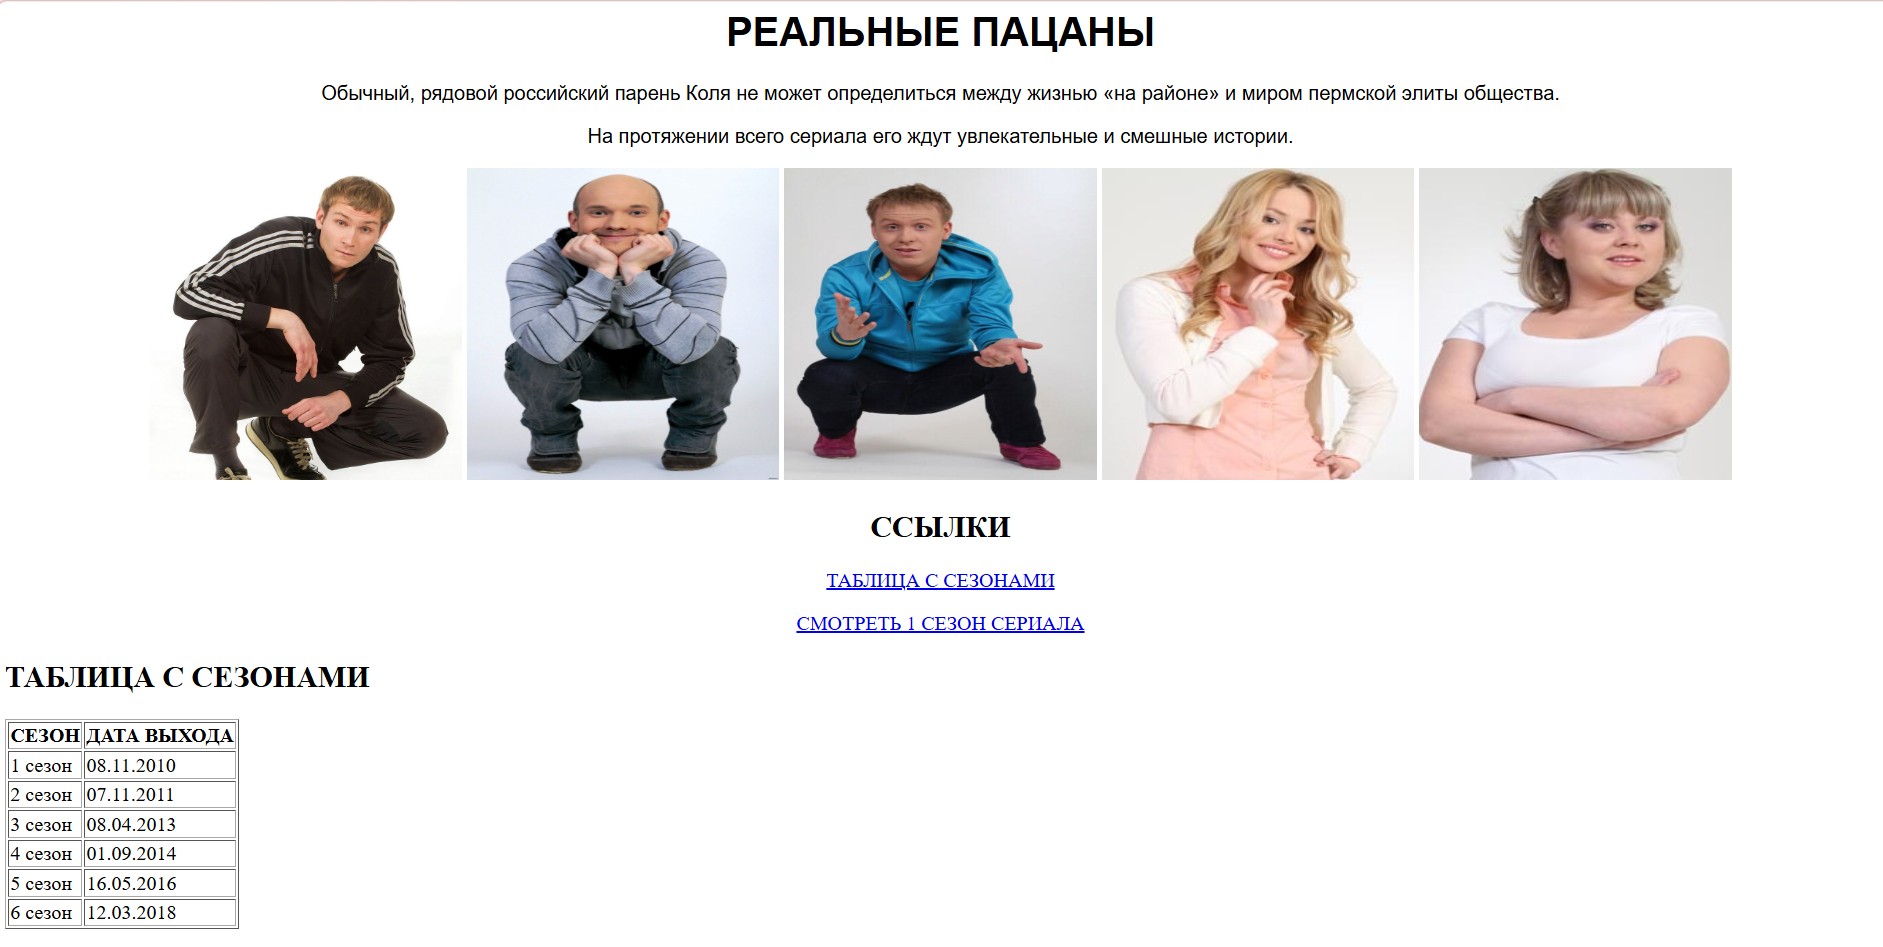 РЕАЛЬНЫЕ ПАЦАНЫ
Обычный, рядовой российский парень Коля не может определиться между жизнью «на районе» и миром пермской элиты общества.
На протяжении всего сериала его ждут увлекательные и смешные истории.
ССЫЛКИ
ТАБЛИЦА С СЕЗОНАМИ
СМОТРЕТЬ 1 СЕЗОН СЕРИАЛА
ТАБЛИЦА С СЕЗОНАМИ
СЕЗОН ДАТА ВЫХОДА
1 сезон 08.11.2010
2 сезон 07.11.2011
3 сезон 08.04.2013
4 сезон 01.09.2014
5 сезон 16.05.2016
6 сезон 12.03.2018